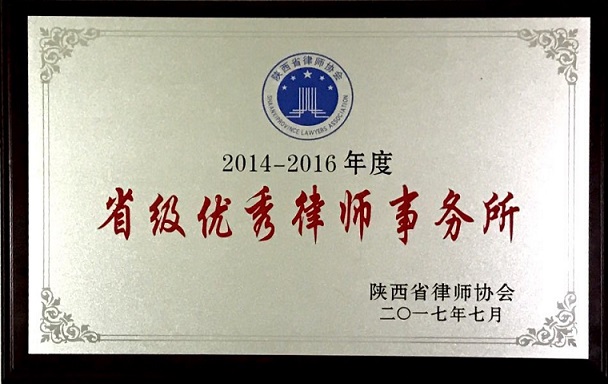 陕西省律师协会
SHAANXI PROVINCE LAWYERS ASSOCIATION
2014-2016年度
省级优秀律师事务所
陕西省律师协会
二〇一七年七月